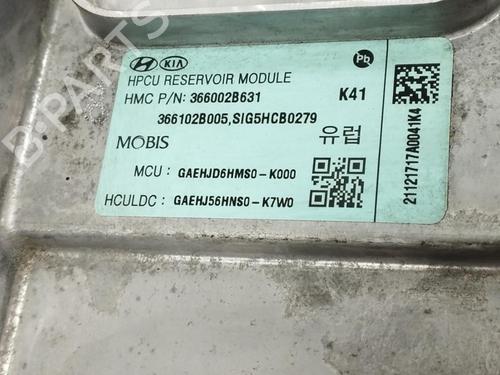 HYUNDAI KIA
Pb
HPCU RESERVOIR MODULE
HMC P/N: 366002B631 K41
366102B005,SIG5HCB0279
MOBIS 유럽
MCU : GAEHJD6HMS0-K000
HCULDC : GAEHJ56HNS0-K7W0
21121717A0041K4
B-PARTS